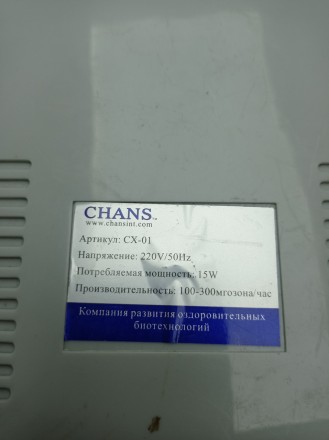 CHANS™
www.chansint.com
Артикул: CX-01
Напряжение: 220V/50Hz
Потребляемая мощность: 15W
Производительность: 100-300мгозона/час
Компания развития оздоровительных
биотехнологий